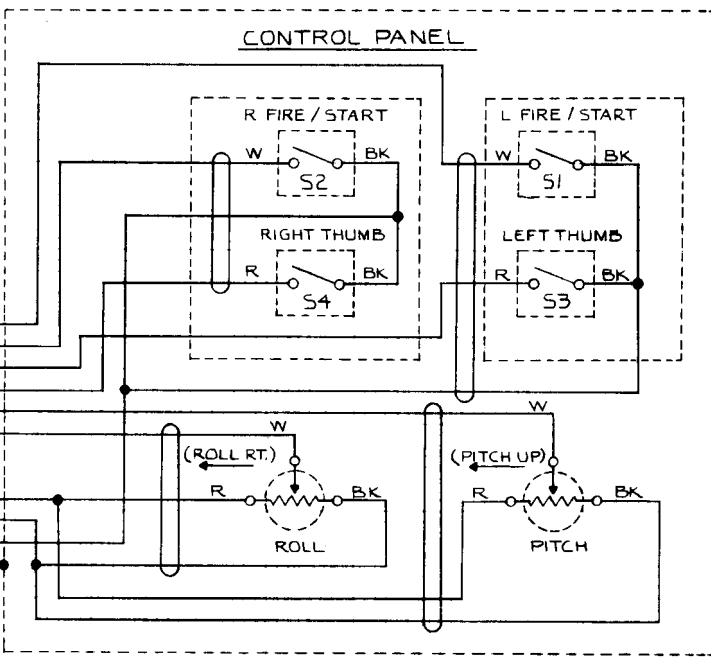 CONTROL PANEL
R FIRE/START
L FIRE/START
W
BK
W
BK
S2
S1
RIGHT THUMB
LEFT THUMB
R
BK
R
BK
S4
S3
W
W
(ROLL RT.)
(PITCH UP)
R
BK
R
BK
ROLL
PITCH